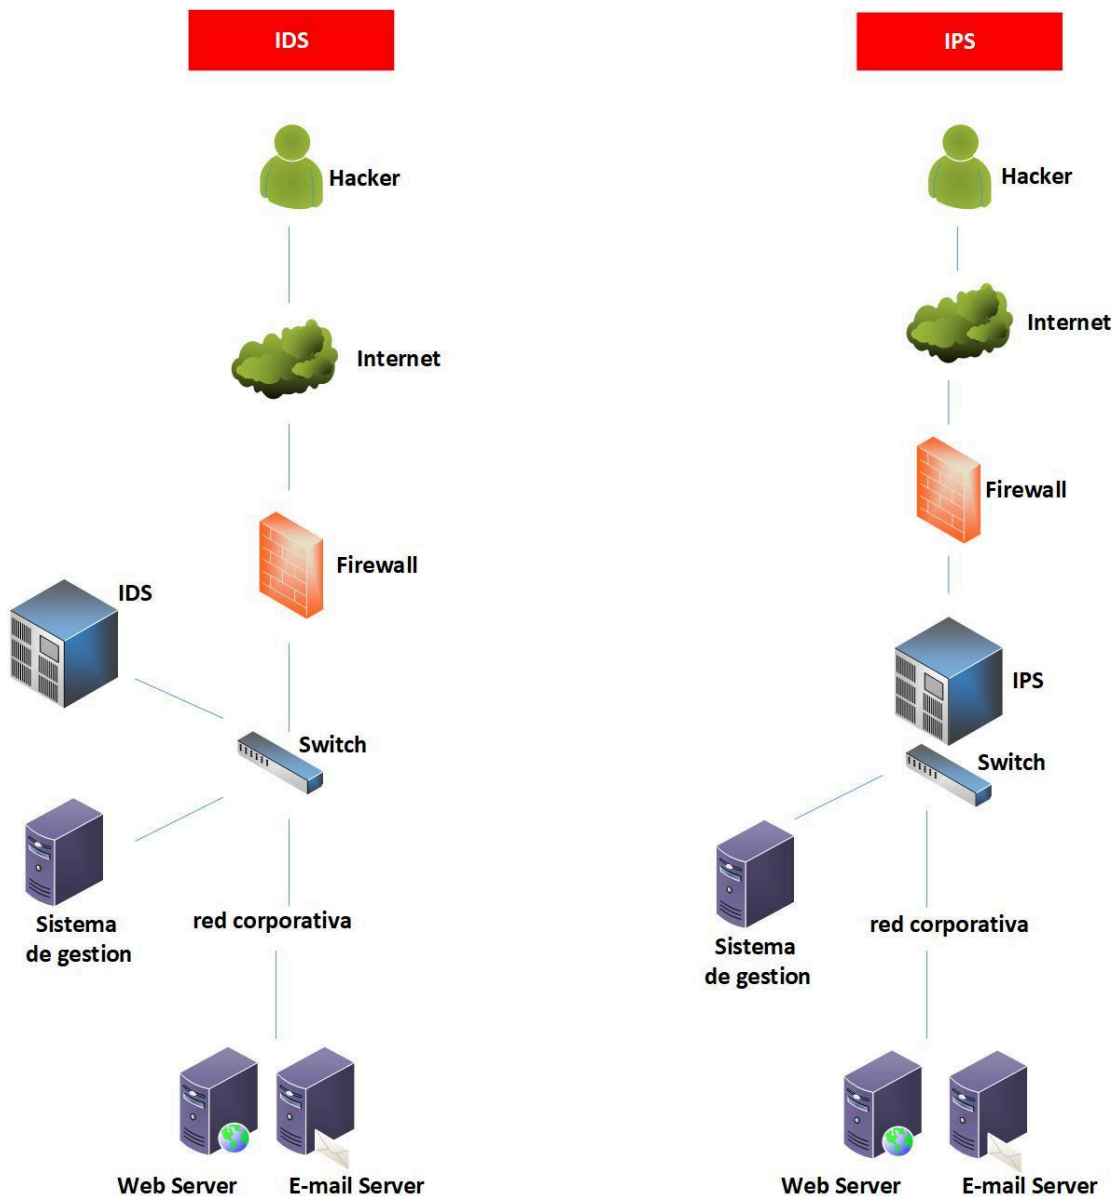 IDS
Hacker
Internet
Firewall
IDS
Switch
Sistema
de gestion
red corporativa
Web Server
E-mail Server
IPS
Hacker
Internet
Firewall
IPS
Switch
Sistema
de gestion
red corporativa
Web Server
E-mail Server